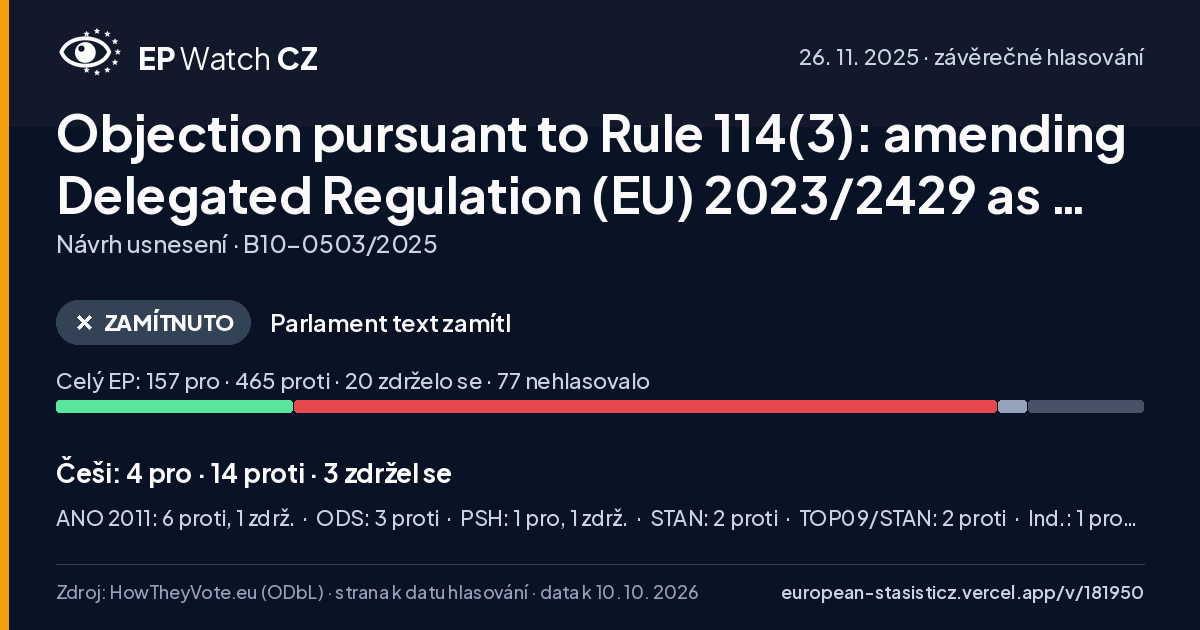 EP Watch CZ
26. 11. 2025 · závěrečné hlasování
Objection pursuant to Rule 114(3): amending
Delegated Regulation (EU) 2023/2429 as ...
Návrh usnesení · B10-0503/2025
✕ ZAMÍTNUTO
Parlament text zamítl
Celý EP: 157 pro · 465 proti · 20 zdrželo se · 77 nehlasovalo
Češi: 4 pro · 14 proti · 3 zdržel se
ANO 2011: 6 proti, 1 zdrž. · ODS: 3 proti · PSH: 1 pro, 1 zdrž. · STAN: 2 proti · TOP09/STAN: 2 proti · Ind.: 1 pro...
Zdroj: HowTheyVote.eu (ODbL) · strana k datu hlasování · data k 10. 10. 2026
european-stasisticz.vercel.app/v/181950